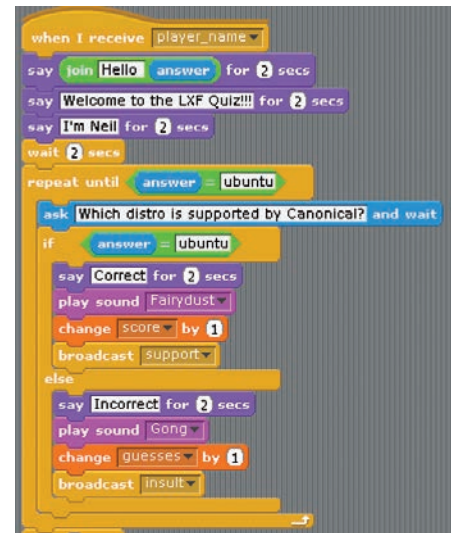 when I receive player_name
say join Hello answer for 2 secs
say Welcome to the LXF Quiz!!! for 2 secs
say I'm Neil for 2 secs
wait 2 secs
repeat until answer = ubuntu
ask Which distro is supported by Canonical? and wait
if answer = ubuntu
say Correct for 2 secs
play sound Fairydust
change score by 1
broadcast support
else
say Incorrect for 2 secs
play sound Gong
change guesses by 1
broadcast insult